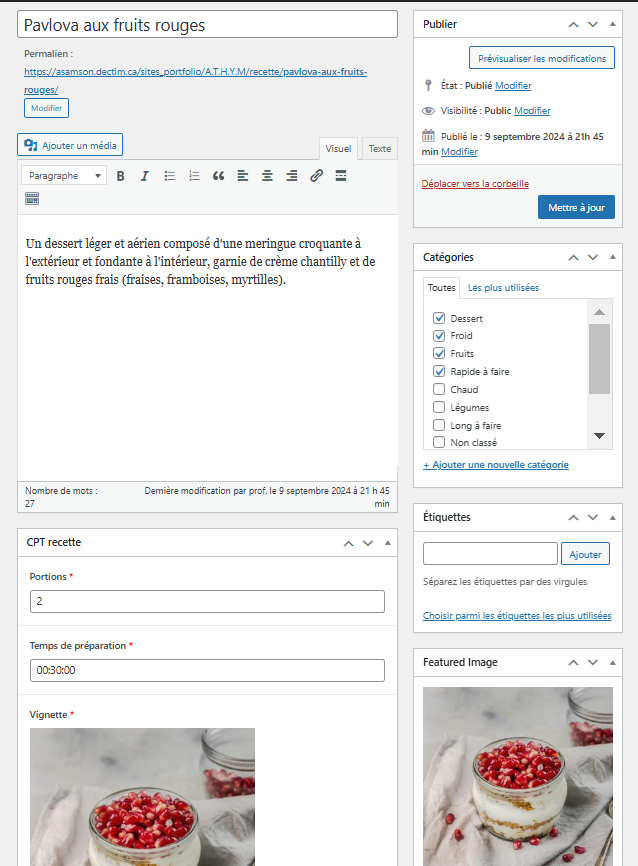 Pavlova aux fruits rouges
Permalien :
https://asamson.dectim.ca/sites_portfolio/A.T.H.Y.M/recette/pavlova-aux-fruits-
rouges/
Modifier
Ajouter un média
Visuel
Texte
Paragraphe
B I
Un dessert léger et aérien composé d'une meringue croquante à
l'extérieur et fondante à l'intérieur, garnie de crème chantilly et de
fruits rouges frais (fraises, framboises, myrtilles).
Nombre de mots :
27
Dernière modification par prof, le 9 septembre 2024 à 21 h 45
min
CPT recette
Portions *
2
Temps de préparation *
00:30:00
Vignette *
Publier
Prévisualiser les modifications
État : Publié Modifier
Visibilité : Public Modifier
Publié le : 9 septembre 2024 à 21h 45
min Modifier
Déplacer vers la corbeille
Mettre à jour
Catégories
Toutes
Les plus utilisées
Dessert
Froid
Fruits
Rapide à faire
Chaud
Légumes
Long à faire
Non classé
+ Ajouter une nouvelle catégorie
Étiquettes
Ajouter
Séparez les étiquettes par des virgules
Choisir parmi les étiquettes les plus utilisées
Featured Image